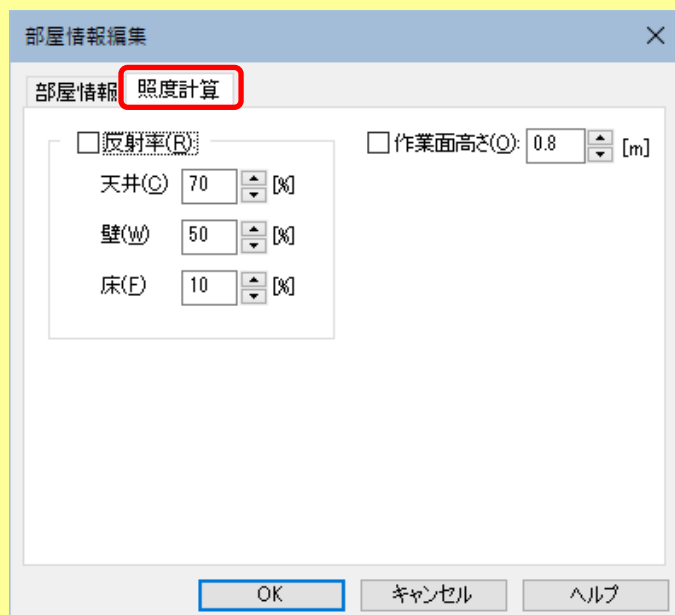 部屋情報編集
部屋情報 照度計算
反射率(R): 作業面高さ(O): 0.8 [m]
天井(C) 70 [%]
壁(W) 50 [%]
床(F) 10 [%]
OK キャンセル ヘルプ